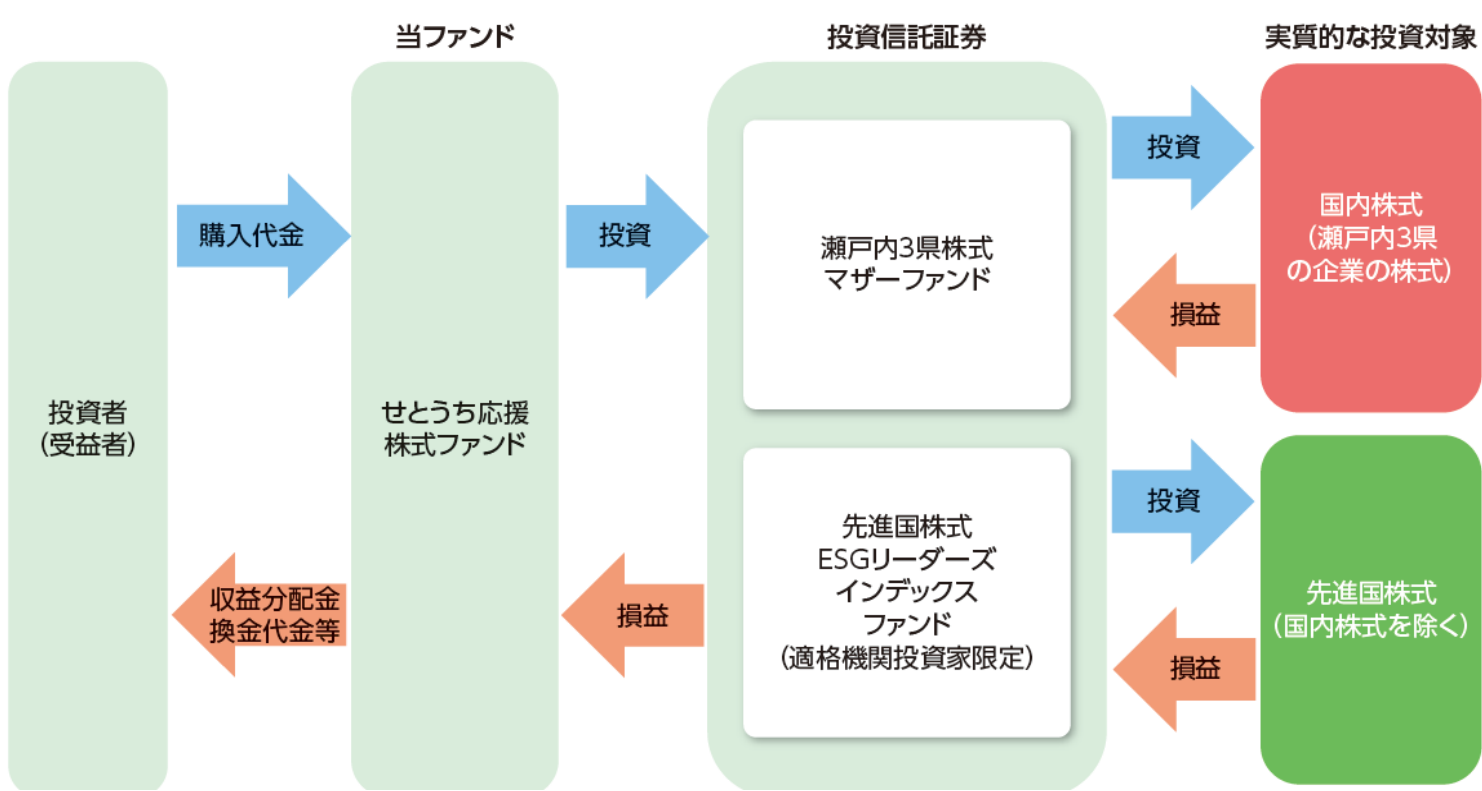 当ファンド
投資信託証券
実質的な投資対象
投資者
（受益者）
購入代金
収益分配金
換金代金等
せとうち応援
株式ファンド
投資
損益
瀬戸内3県株式
マザーファンド
先進国株式
ESGリーダーズ
インデックス
ファンド
（適格機関投資家限定）
投資
損益
投資
損益
国内株式
（瀬戸内3県
の企業の株式）
先進国株式
（国内株式を除く）